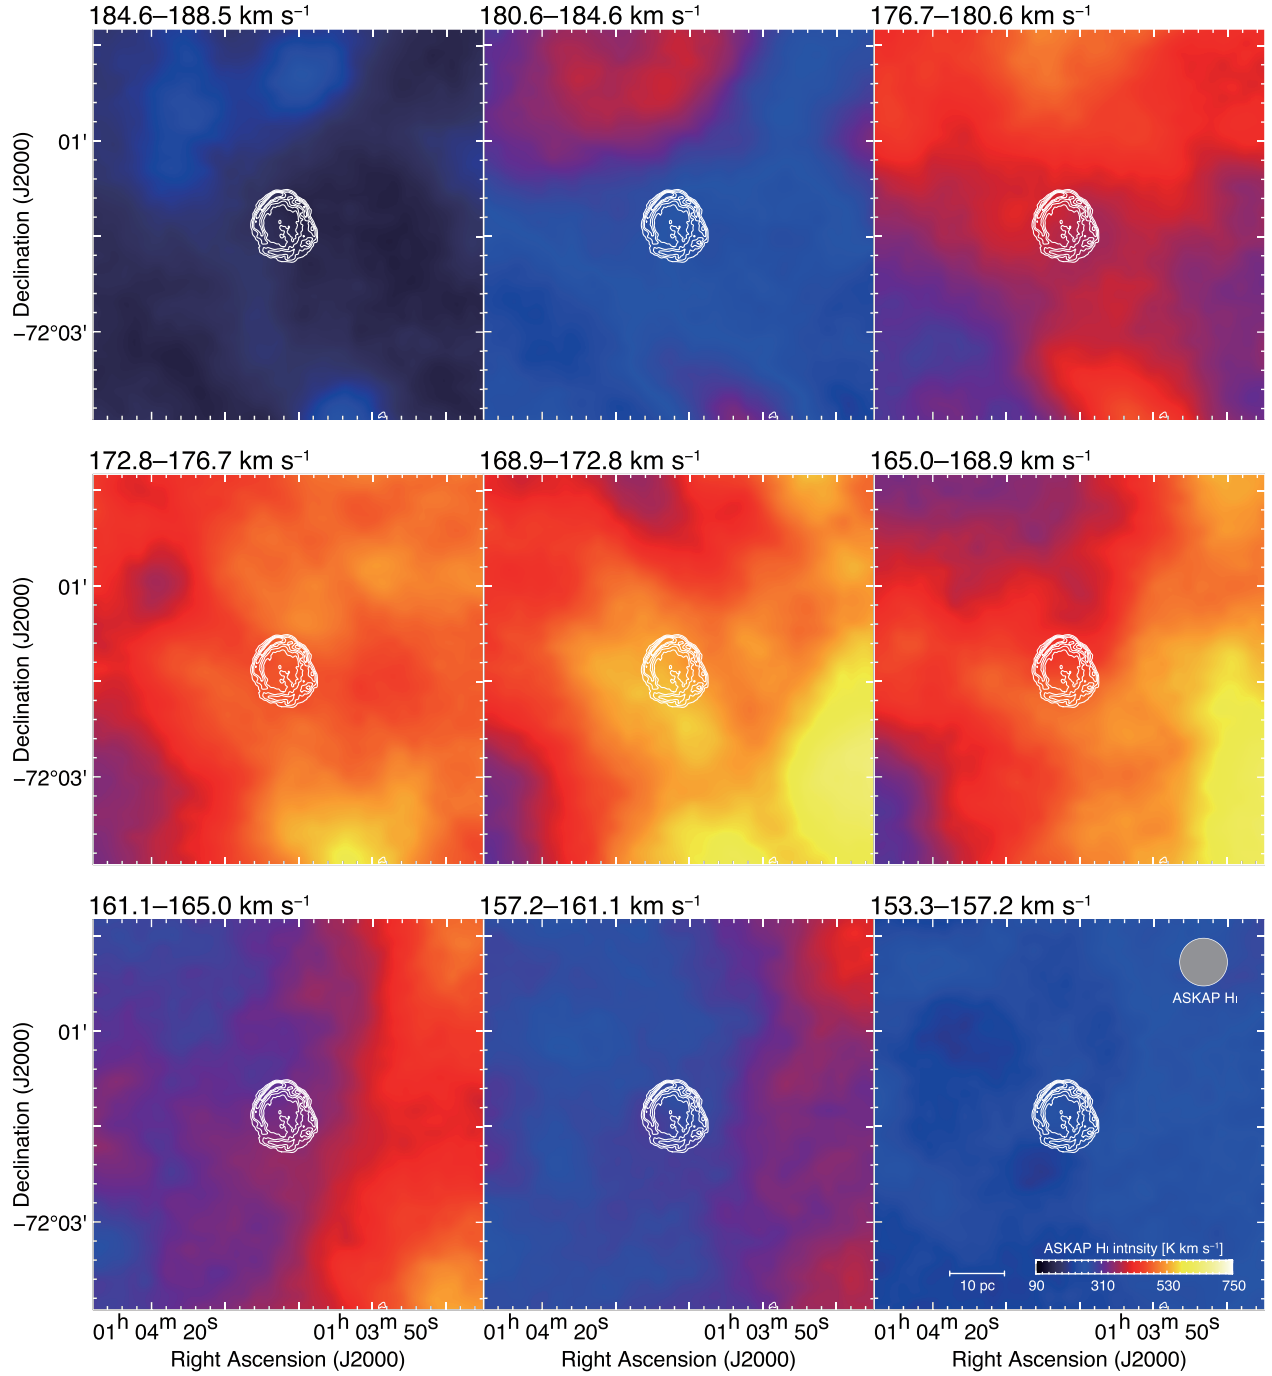 184.6–188.5 km s⁻¹ 180.6–184.6 km s⁻¹ 176.7–180.6 km s⁻¹
Declination (J2000)
01'
−72°03'
172.8–176.7 km s⁻¹ 168.9–172.8 km s⁻¹ 165.0–168.9 km s⁻¹
Declination (J2000)
01'
−72°03'
161.1–165.0 km s⁻¹ 157.2–161.1 km s⁻¹ 153.3–157.2 km s⁻¹
ASKAP Hı
Declination (J2000)
01'
−72°03'
ASKAP Hı intnsity [K km s⁻¹]
10 pc
90 310 530 750
01ʰ 04ᵐ 20ˢ 01ʰ 03ᵐ 50ˢ 01ʰ 04ᵐ 20ˢ 01ʰ 03ᵐ 50ˢ 01ʰ 04ᵐ 20ˢ 01ʰ 03ᵐ 50ˢ
Right Ascension (J2000) Right Ascension (J2000) Right Ascension (J2000)